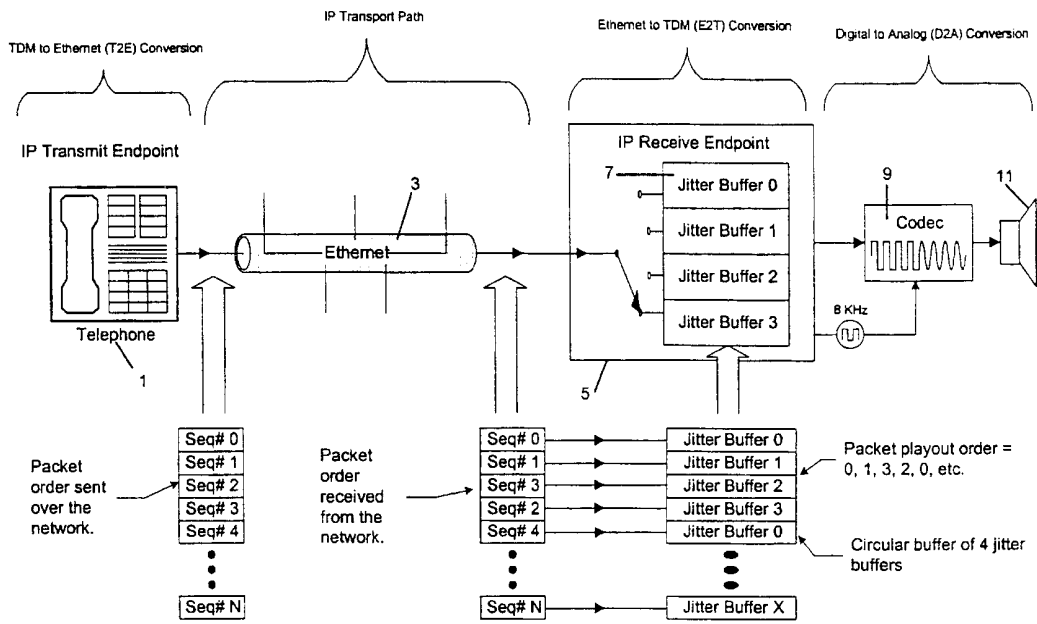 IP Transport Path
Ethernet to TDM (E2T) Conversion
Digital to Analog (D2A) Conversion
TDM to Ethernet (T2E) Conversion
IP Transmit Endpoint
IP Receive Endpoint
3
7
9
11
Jitter Buffer 0
Jitter Buffer 1
Jitter Buffer 2
Jitter Buffer 3
Codec
Ethernet
8 KHz
Telephone
1
5
Packet
order sent
over the
network.
Seq# 0
Seq# 1
Seq# 2
Seq# 3
Seq# 4
Seq# N
Packet
order
received
from the
network.
Seq# 0
Seq# 1
Seq# 3
Seq# 2
Seq# 4
Seq# N
Jitter Buffer 0
Jitter Buffer 1
Jitter Buffer 2
Jitter Buffer 3
Jitter Buffer 0
Jitter Buffer X
Packet playout order =
0, 1, 3, 2, 0, etc.
Circular buffer of 4 jitter
buffers